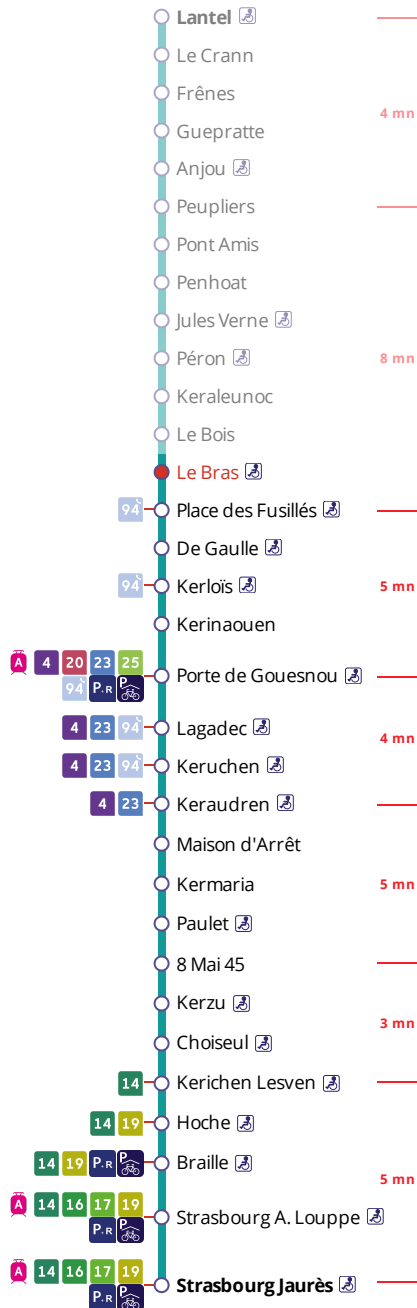 Lantel
Le Crann
Frênes
4 mn
Guepratte
Anjou
Peupliers
Pont Amis
Penhoat
Jules Verne
Péron
8 mn
Keraleunoc
Le Bois
Le Bras
94 Place des Fusillés
De Gaulle
94 Kerloïs
5 mn
Kerinaouen
A 4 20 23 25
Porte de Gouesnou
94 P.R P
4 23 94 Lagadec
4 mn
4 23 94 Keruchen
4 23 Keraudren
Maison d'Arrêt
Kermaria
5 mn
Paulet
8 Mai 45
Kerzu
3 mn
Choiseul
14 Kerichen Lesven
14 19 Hoche
14 19 P.R P Braille
5 mn
A 14 16 17 19
Strasbourg A. Louppe
P.R P
A 14 16 17 19
Strasbourg Jaurès
P.R P